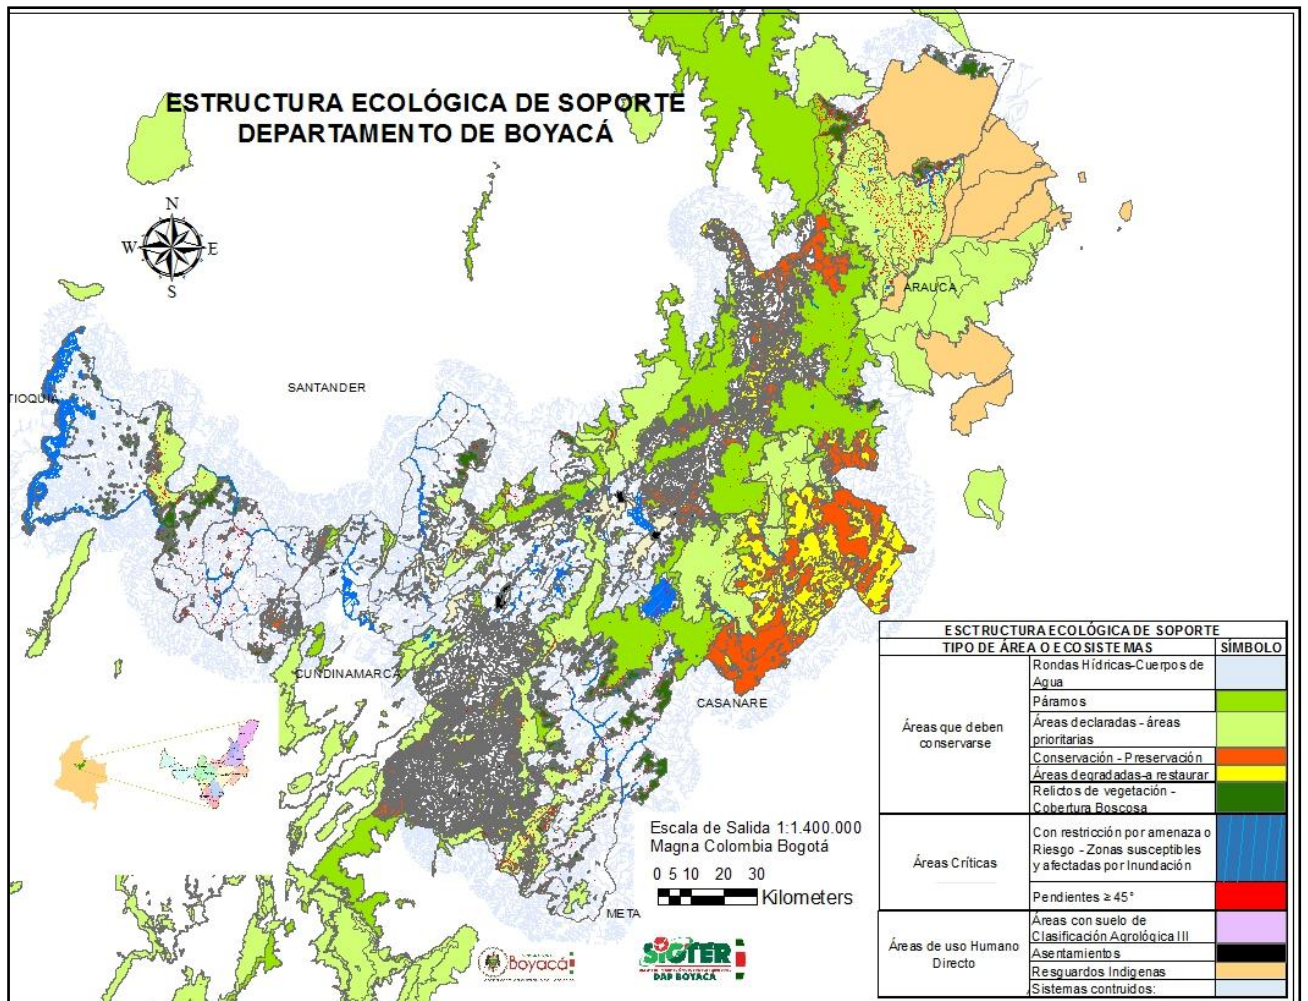 ESTRUCTURA ECOLÓGICA DE SOPORTE
DEPARTAMENTO DE BOYACÁ
N
W
E
S
ARAUCA
SANTANDER
TIOQUIA
CUNDINAMARCA
CASANARE
META
Escala de Salida 1:1.400.000
Magna Colombia Bogotá
0 5 10 20 30
Kilometers
Boyacá
SIGTER
DAP BOYACA
ESCTRUCTURA ECOLÓGICA DE SOPORTE
TIPO DE ÁREA O ECOSISTEMAS
SÍMBOLO
Áreas que deben
conservarse
Rondas Hídricas-Cuerpos de
Agua
Páramos
Áreas declaradas - áreas
prioritarias
Conservación - Preservación
Áreas degradadas-a restaurar
Relictos de vegetación -
Cobertura Boscosa
Áreas Críticas
Con restricción por amenaza o
Riesgo - Zonas susceptibles
y afectadas por Inundación
Pendientes ≥ 45°
Áreas de uso Humano
Directo
Áreas con suelo de
Clasificación Agrológica III
Asentamientos
Resguardos Indigenas
Sistemas contruidos: